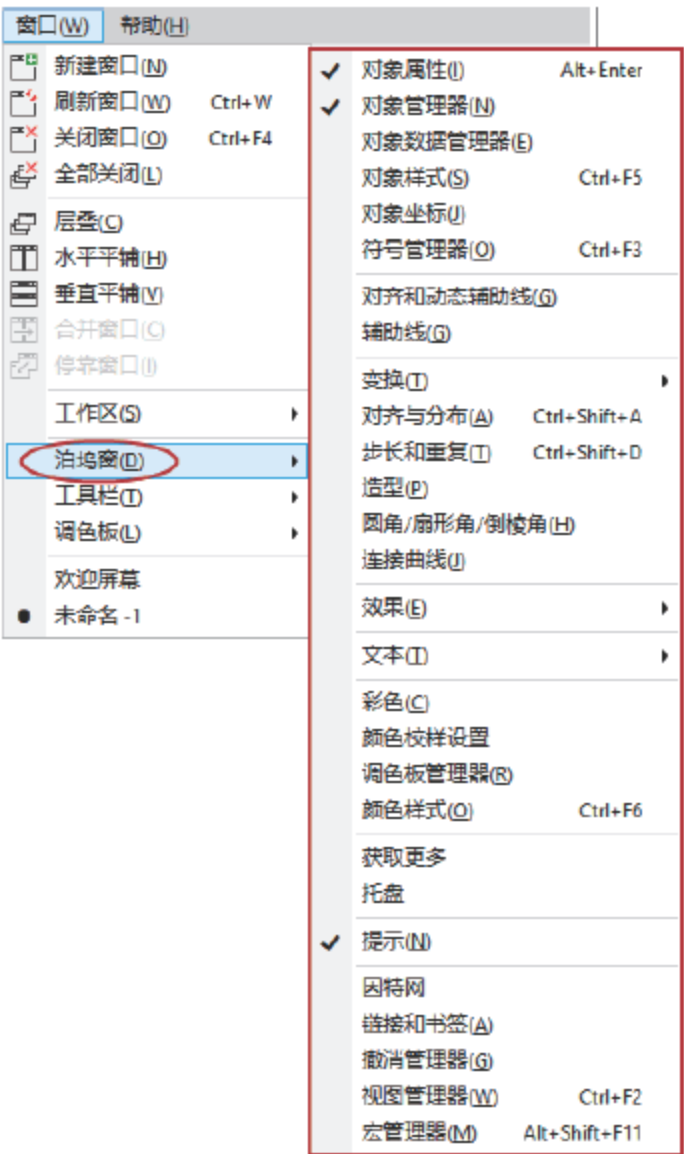 窗口(W) 帮助(H)
新建窗口(N)
刷新窗口(W) Ctrl+W
关闭窗口(O) Ctrl+F4
全部关闭(L)
层叠(C)
水平平铺(H)
垂直平铺(V)
合并窗口(C)
停靠窗口(I)
工作区(S)
泊坞窗(D)
工具栏(T)
调色板(L)
欢迎屏幕
未命名 -1
对象属性(I) Alt+Enter
对象管理器(N)
对象数据管理器(E)
对象样式(S) Ctrl+F5
对象坐标(J)
符号管理器(O) Ctrl+F3
对齐和动态辅助线(G)
辅助线(G)
变换(T)
对齐与分布(A) Ctrl+Shift+A
步长和重复(T) Ctrl+Shift+D
造型(P)
圆角/扇形角/倒棱角(H)
连接曲线(J)
效果(E)
文本(T)
彩色(C)
颜色校样设置
调色板管理器(R)
颜色样式(O) Ctrl+F6
获取更多
托盘
提示(N)
因特网
链接和书签(A)
撤消管理器(G)
视图管理器(W) Ctrl+F2
宏管理器(M) Alt+Shift+F11